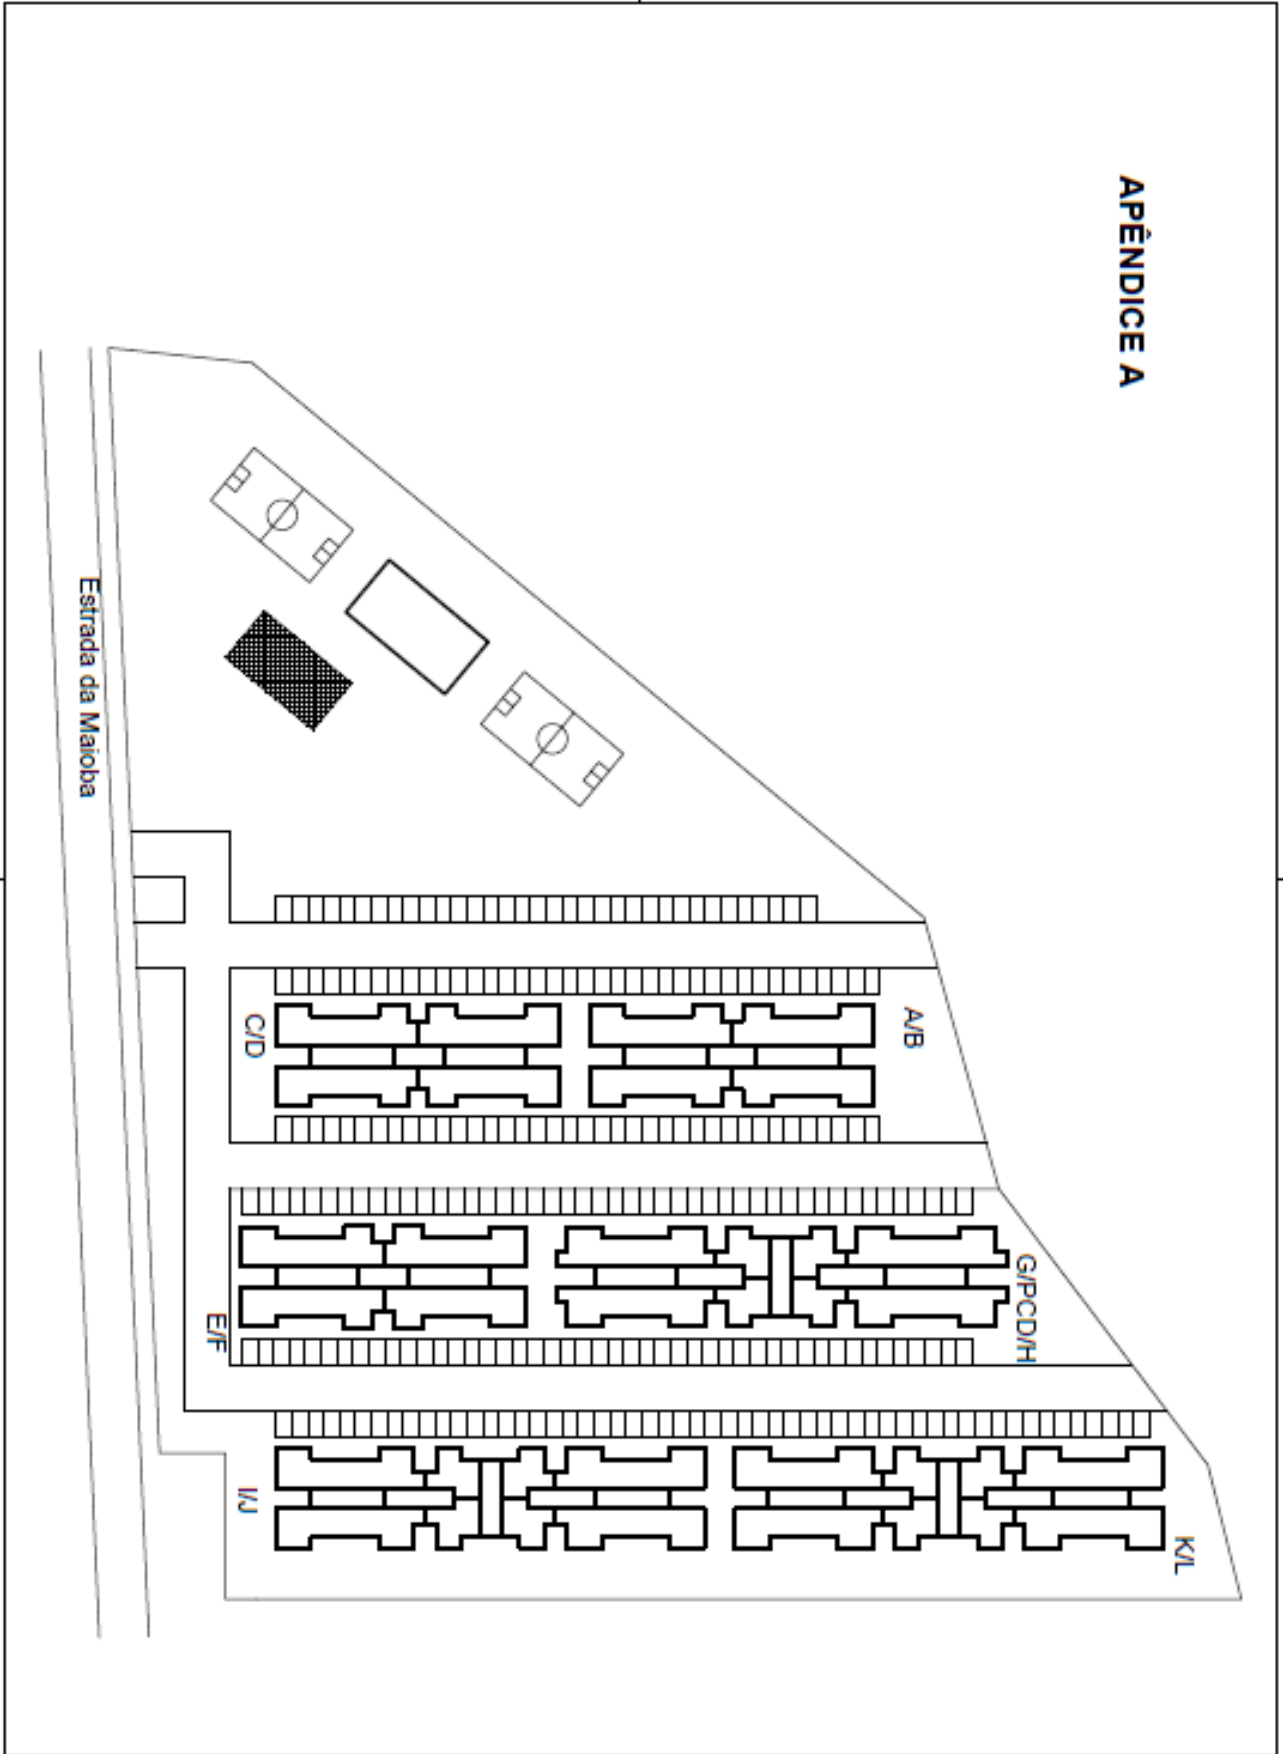 APÊNDICE A
Estrada da Maioba
C/D
A/B
E/F
G/PCD/H
I/J
K/L